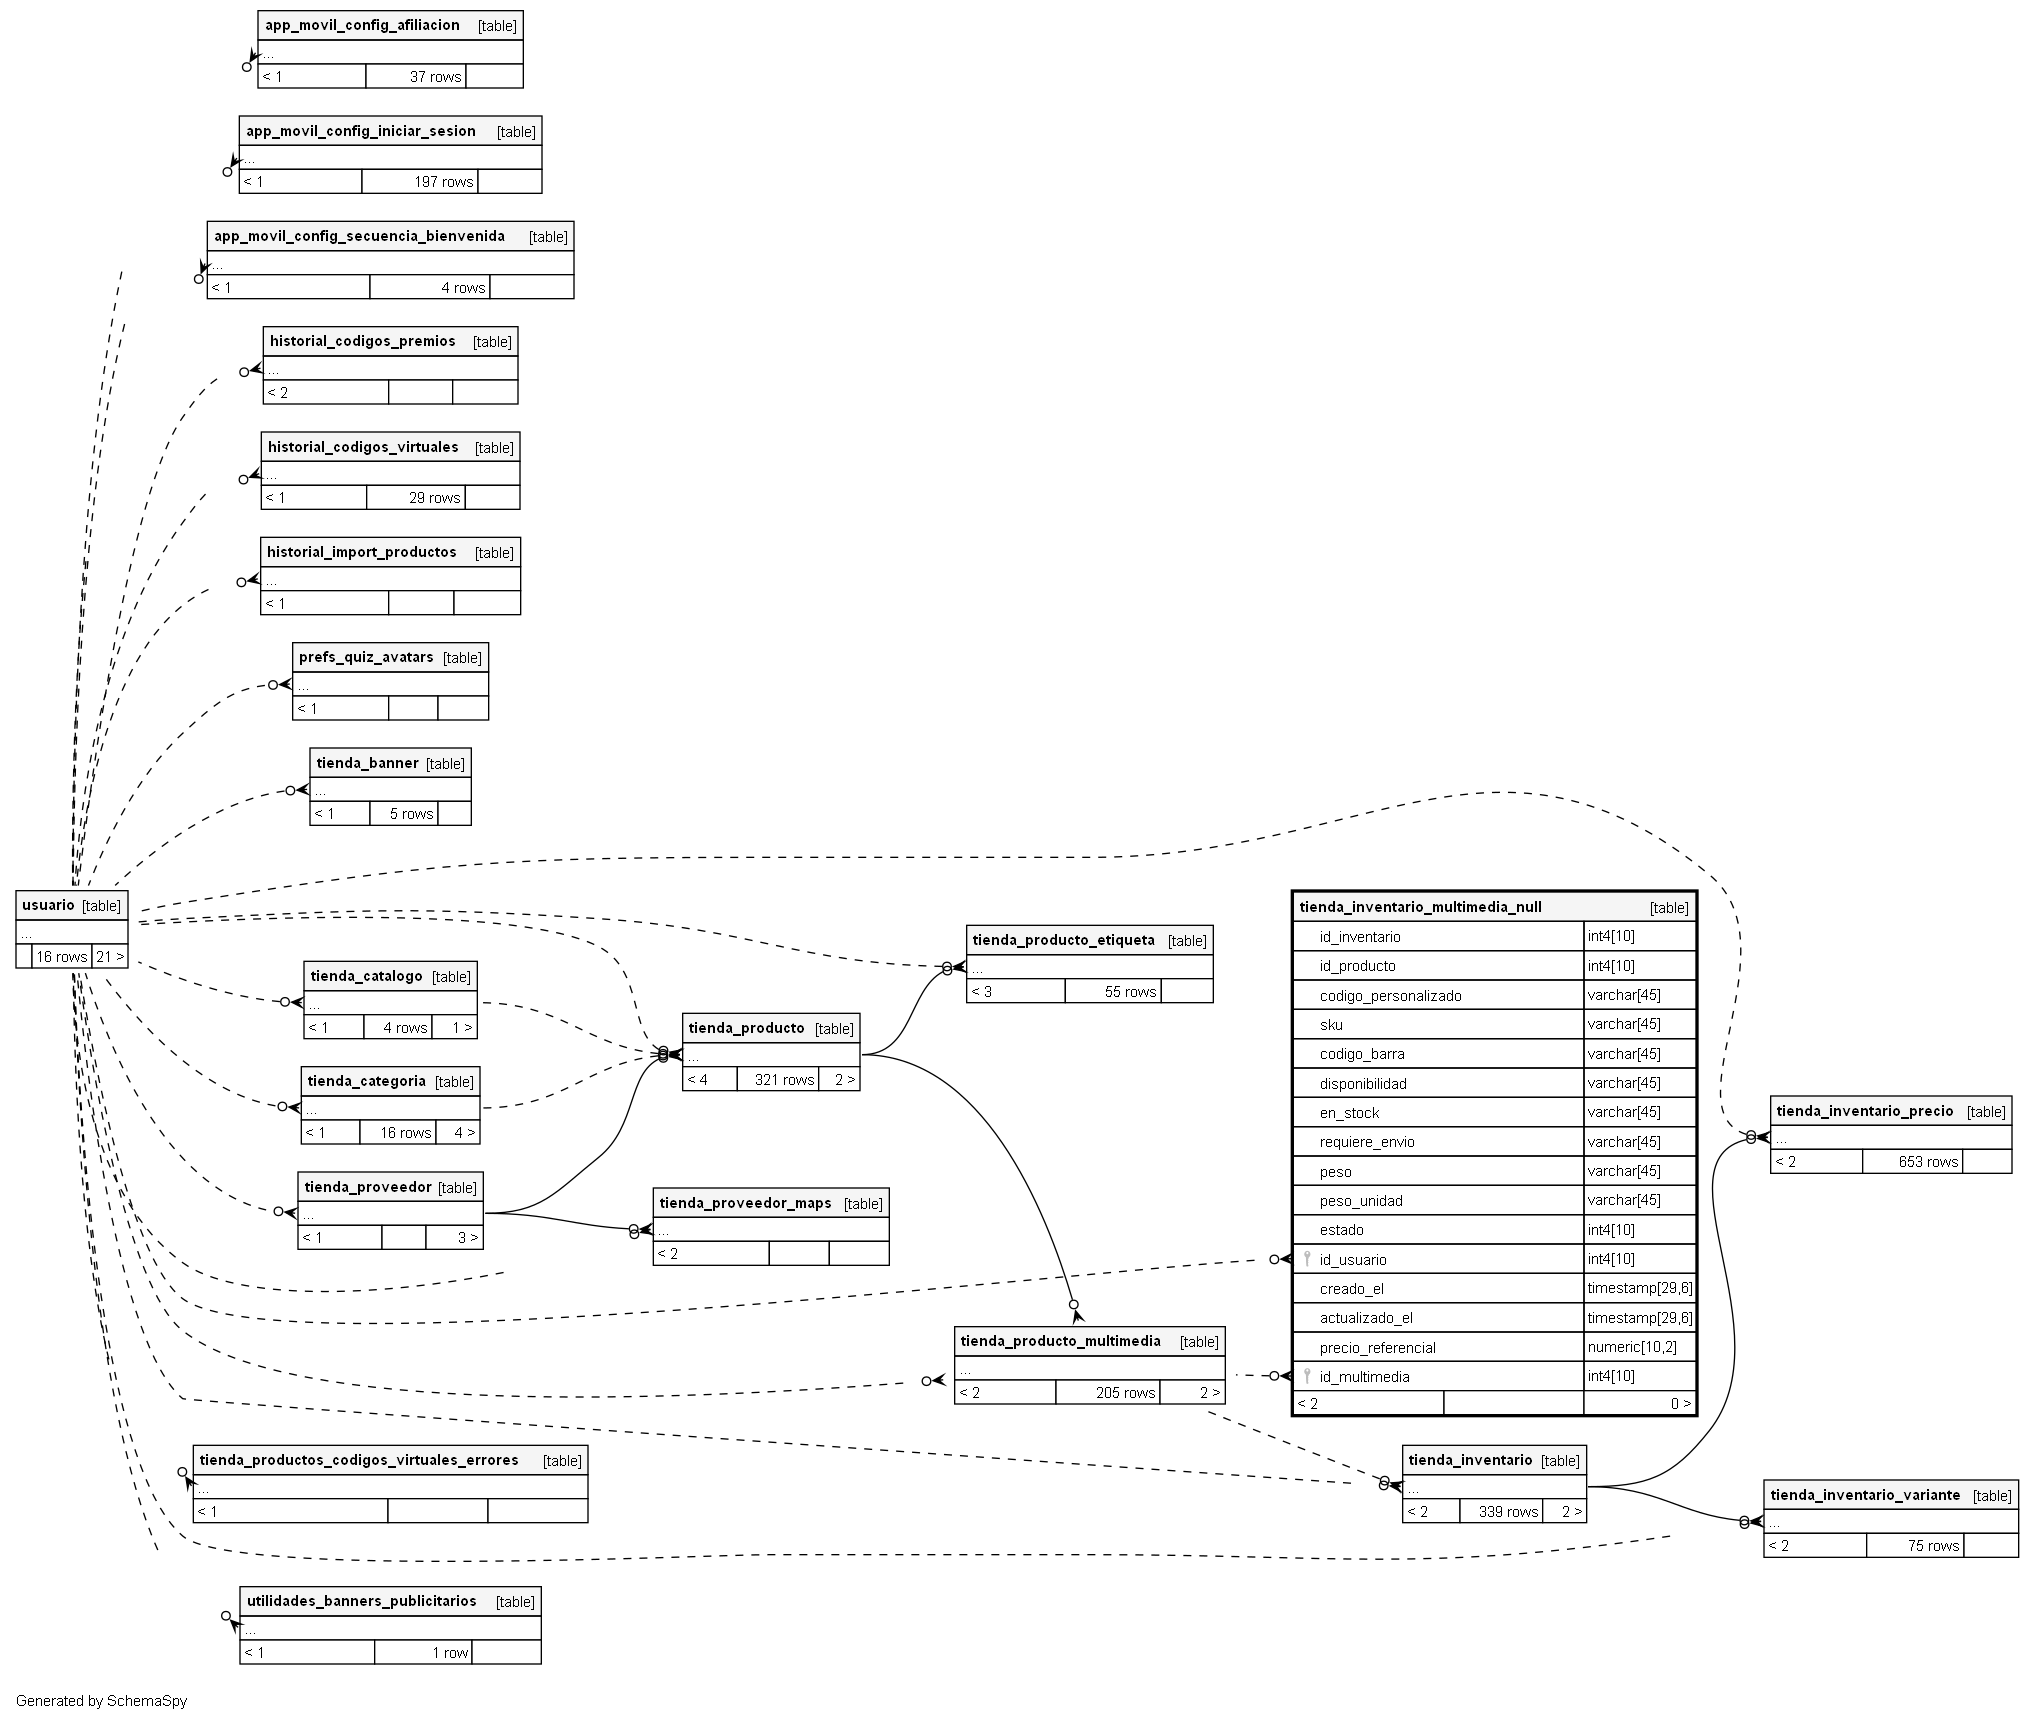 app_movil_config_afiliacion [table]
...
< 1 37 rows
app_movil_config_iniciar_sesion [table]
...
< 1 197 rows
app_movil_config_secuencia_bienvenida [table]
...
< 1 4 rows
historial_codigos_premios [table]
...
< 2
historial_codigos_virtuales [table]
...
< 1 29 rows
historial_import_productos [table]
...
< 1
prefs_quiz_avatars [table]
...
< 1
tienda_banner [table]
...
< 1 5 rows
usuario [table]
...
16 rows 21 >
tienda_catalogo [table]
...
< 1 4 rows 1 >
tienda_categoria [table]
...
< 1 16 rows 4 >
tienda_proveedor [table]
...
< 1 3 >
tienda_producto [table]
...
< 4 321 rows 2 >
tienda_proveedor_maps [table]
...
< 2
tienda_producto_etiqueta [table]
...
< 3 55 rows
tienda_producto_multimedia [table]
...
< 2 205 rows 2 >
tienda_inventario_multimedia_null [table]
id_inventario int4[10]
id_producto int4[10]
codigo_personalizado varchar[45]
sku varchar[45]
codigo_barra varchar[45]
disponibilidad varchar[45]
en_stock varchar[45]
requiere_envio varchar[45]
peso varchar[45]
peso_unidad varchar[45]
estado int4[10]
id_usuario int4[10]
creado_el timestamp[29,6]
actualizado_el timestamp[29,6]
precio_referencial numeric[10,2]
id_multimedia int4[10]
< 2 0 >
tienda_inventario_precio [table]
...
< 2 653 rows
tienda_inventario [table]
...
< 2 339 rows 2 >
tienda_inventario_variante [table]
...
< 2 75 rows
tienda_productos_codigos_virtuales_errores [table]
...
< 1
utilidades_banners_publicitarios [table]
...
< 1 1 row
Generated by SchemaSpy